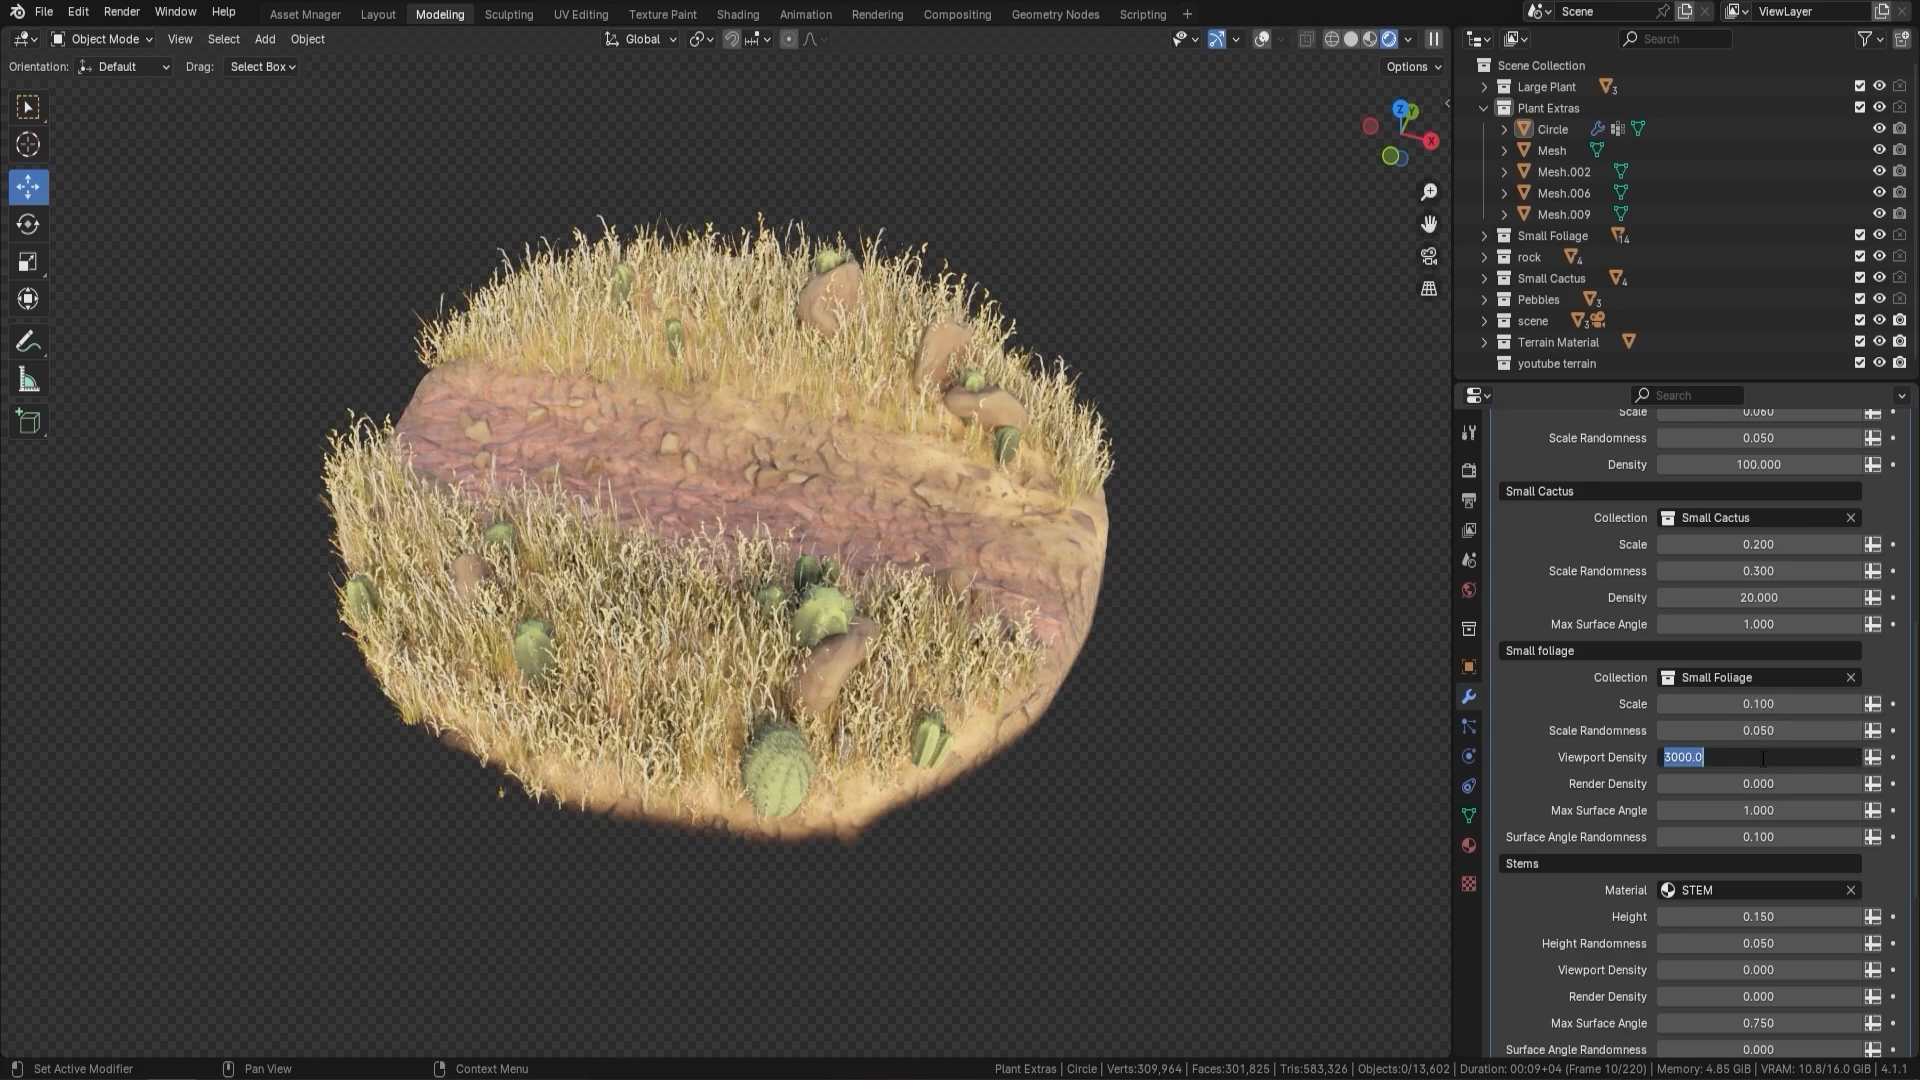 File Edit Render Window Help
Asset Mnager Layout Modeling Sculpting UV Editing Texture Paint Shading Animation Rendering Compositing Geometry Nodes Scripting +
Scene
ViewLayer
Object Mode View Select Add Object
Global
Search
Orientation: Default Drag: Select Box
Options
Z
Y
X
Scene Collection
Large Plant 3
Plant Extras
Circle
Mesh
Mesh.002
Mesh.006
Mesh.009
Small Foliage 14
rock 4
Small Cactus 4
Pebbles 3
scene 3
Terrain Material
youtube terrain
Search
Scale 0.060
Scale Randomness 0.050
Density 100.000
Small Cactus
Collection Small Cactus
Scale 0.200
Scale Randomness 0.300
Density 20.000
Max Surface Angle 1.000
Small foliage
Collection Small Foliage
Scale 0.100
Scale Randomness 0.050
Viewport Density 3000.0
Render Density 0.000
Max Surface Angle 1.000
Surface Angle Randomness 0.100
Stems
Material STEM
Height 0.150
Height Randomness 0.050
Viewport Density 0.000
Render Density 0.000
Max Surface Angle 0.750
Surface Angle Randomness 0.000
Set Active Modifier Pan View Context Menu
Plant Extras | Circle | Verts:309,964 | Faces:301,825 | Tris:583,326 | Objects:0/13,602 | Duration: 00:09+04 (Frame 10/220) | Memory: 4.85 GiB | VRAM: 10.8/16.0 GiB | 4.1.1